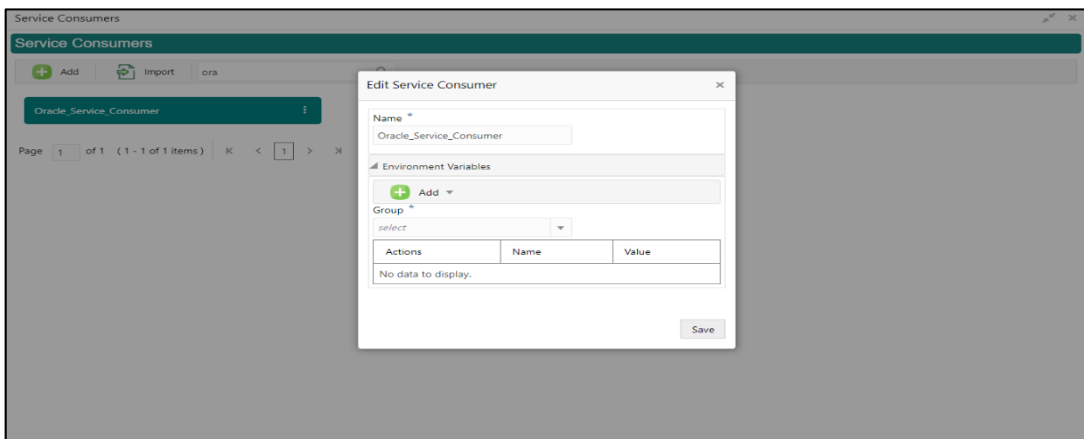 Service Consumers
Service Consumers
Add Import ora
Oracle_Service_Consumer
Page 1 of 1 (1 - 1 of 1 items) K < 1 > Ж
Edit Service Consumer ×
Name *
Oracle_Service_Consumer
Environment Variables
Add
Group *
select
Actions Name Value
No data to display.
Save